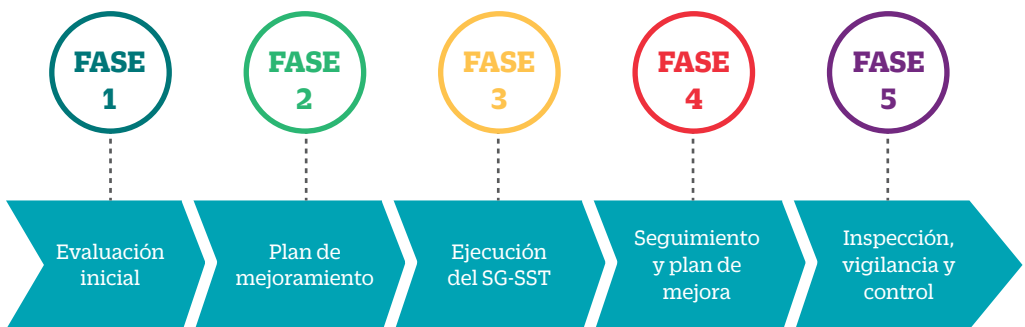 FASE
1
FASE
2
FASE
3
FASE
4
FASE
5
Evaluación
inicial
Plan de
mejoramiento
Ejecución
del SG-SST
Seguimiento
y plan de
mejora
Inspección,
vigilancia y
control